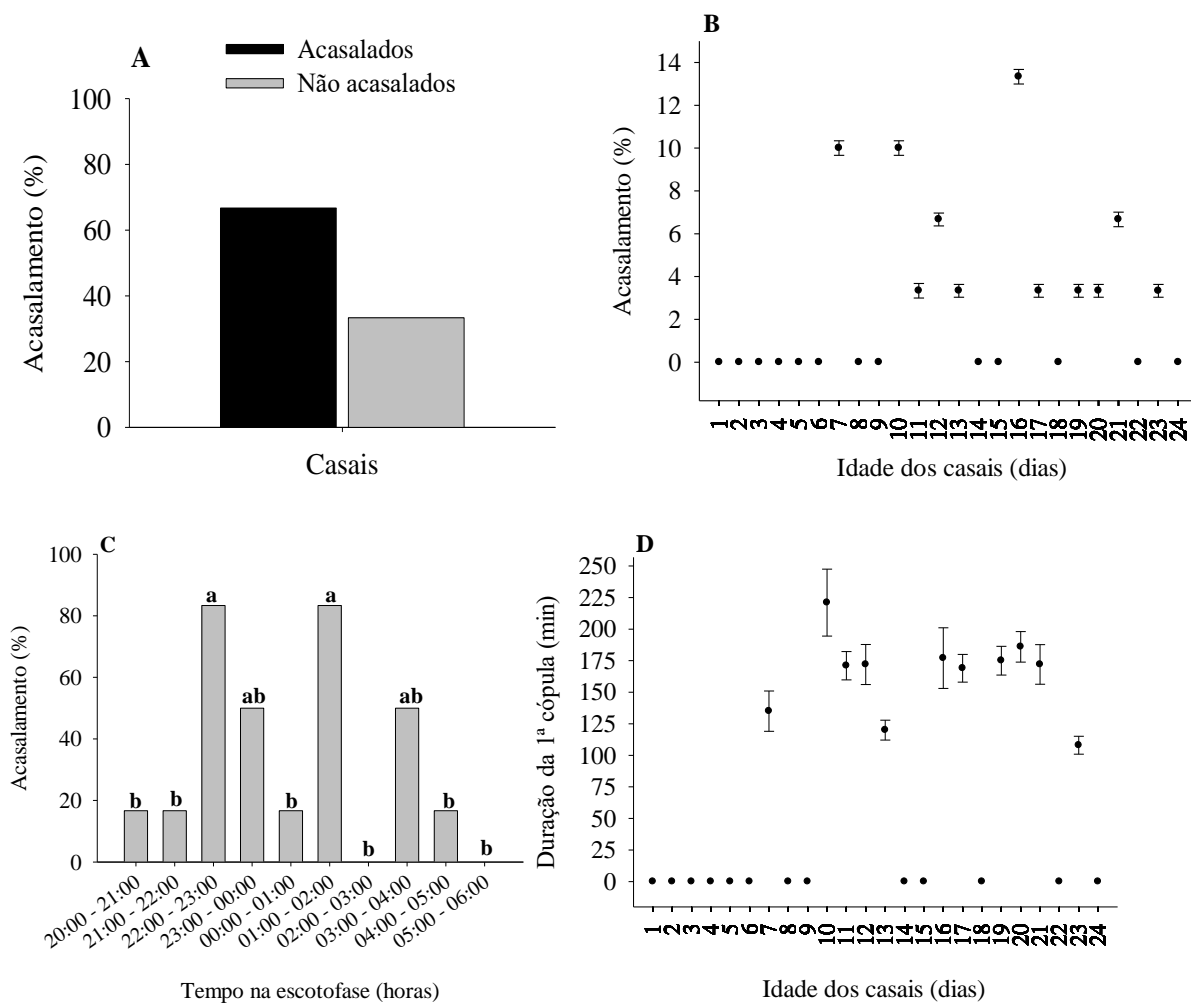 A
Acasalados
Não acasalados
100
80
60
40
20
0
Acasalamento (%)
Casais
B
14
12
10
8
6
4
2
0
Acasalamento (%)
1 2 3 4 5 6 7 8 9 10 11 12 13 14 15 16 17 18 19 20 21 22 23 24
Idade dos casais (dias)
C
100
80
60
40
20
0
Acasalamento (%)
b b a ab b a b ab b b
20:00 - 21:00
21:00 - 22:00
22:00 - 23:00
23:00 - 00:00
00:00 - 01:00
01:00 - 02:00
02:00 - 03:00
03:00 - 04:00
04:00 - 05:00
05:00 - 06:00
Tempo na escotofase (horas)
D
250
225
200
175
150
125
100
75
50
25
0
Duração da 1ª cópula (min)
1 2 3 4 5 6 7 8 9 10 11 12 13 14 15 16 17 18 19 20 21 22 23 24
Idade dos casais (dias)